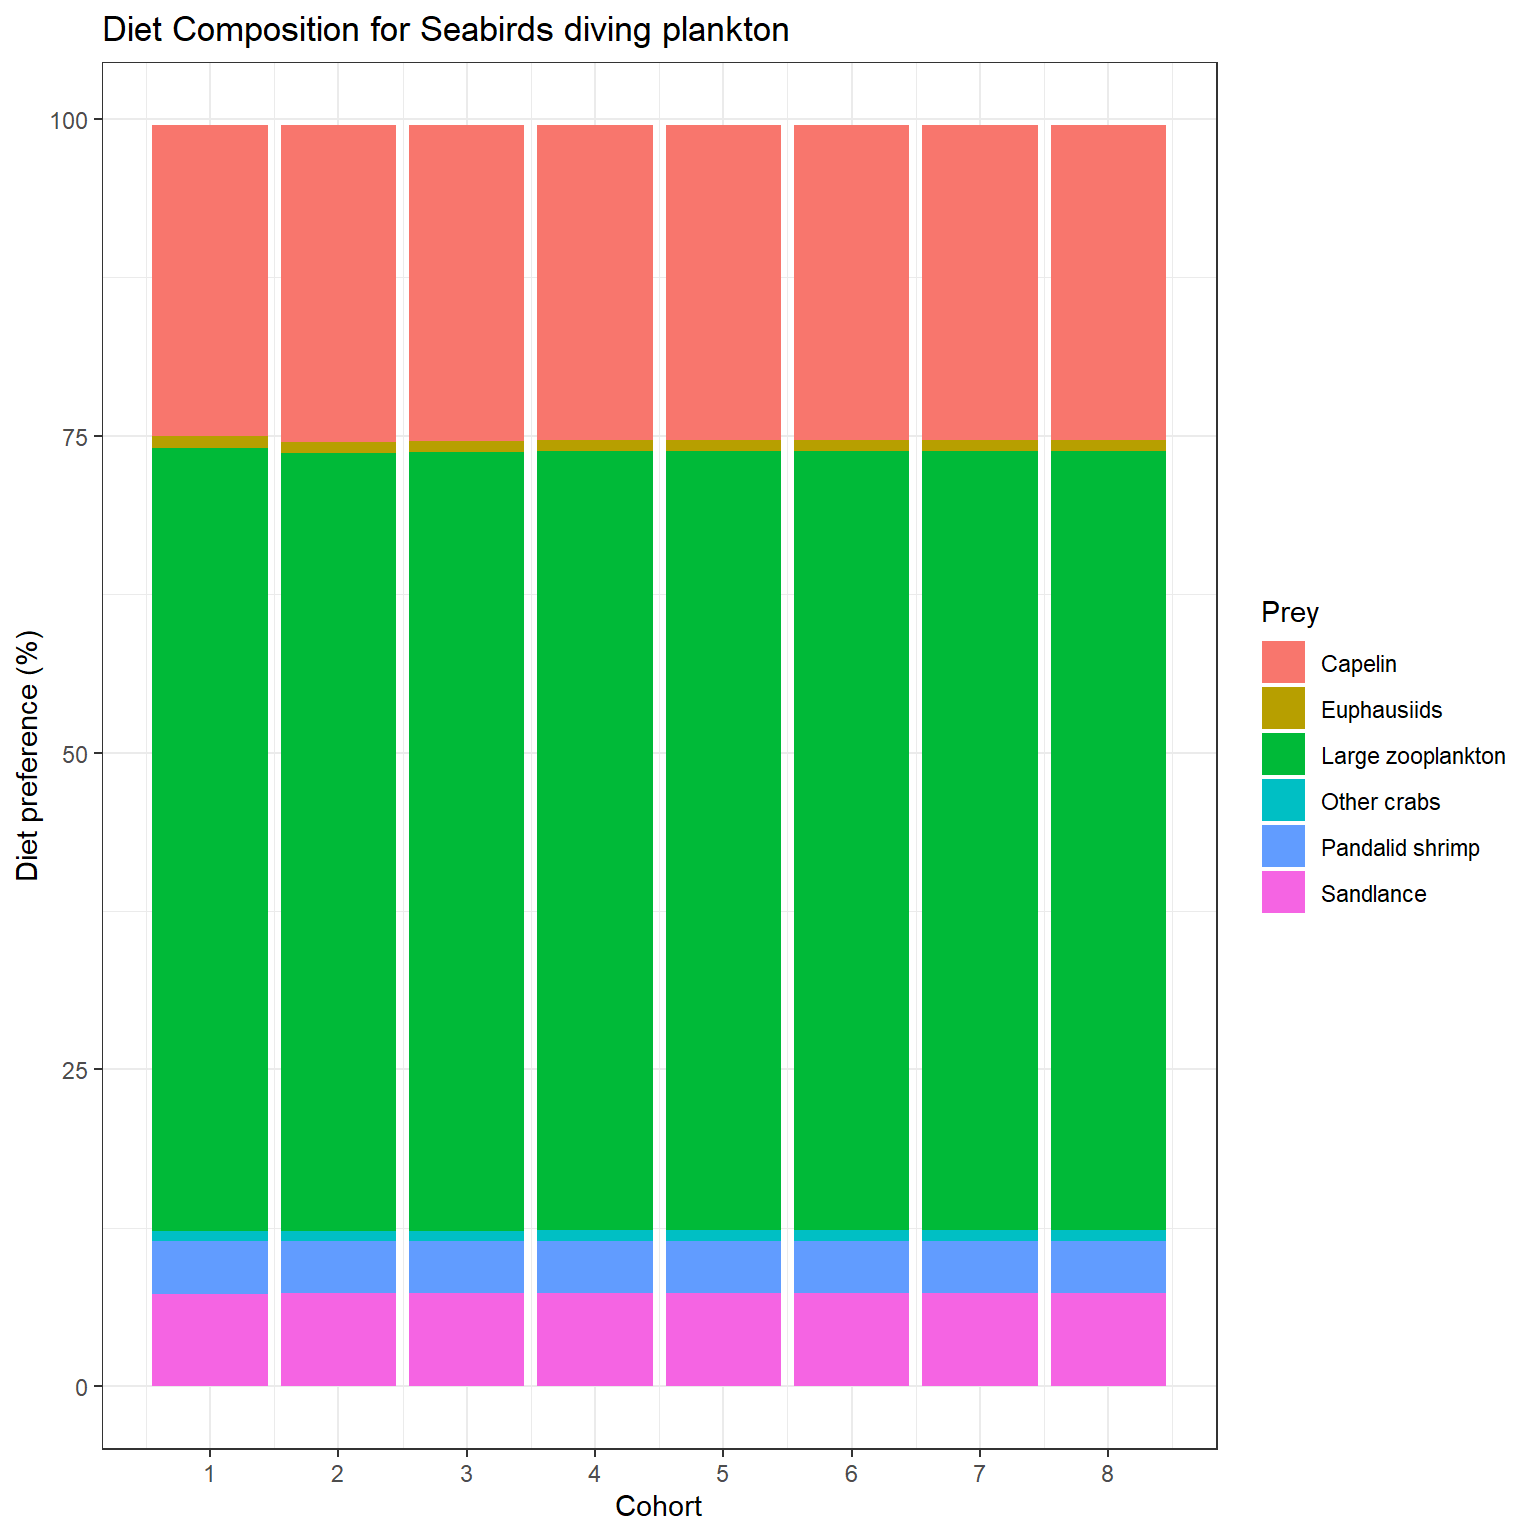 Diet Composition for Seabirds diving plankton
100
75
50
25
0
Diet preference (%)
1 2 3 4 5 6 7 8
Cohort
Prey
Capelin
Euphausiids
Large zooplankton
Other crabs
Pandalid shrimp
Sandlance